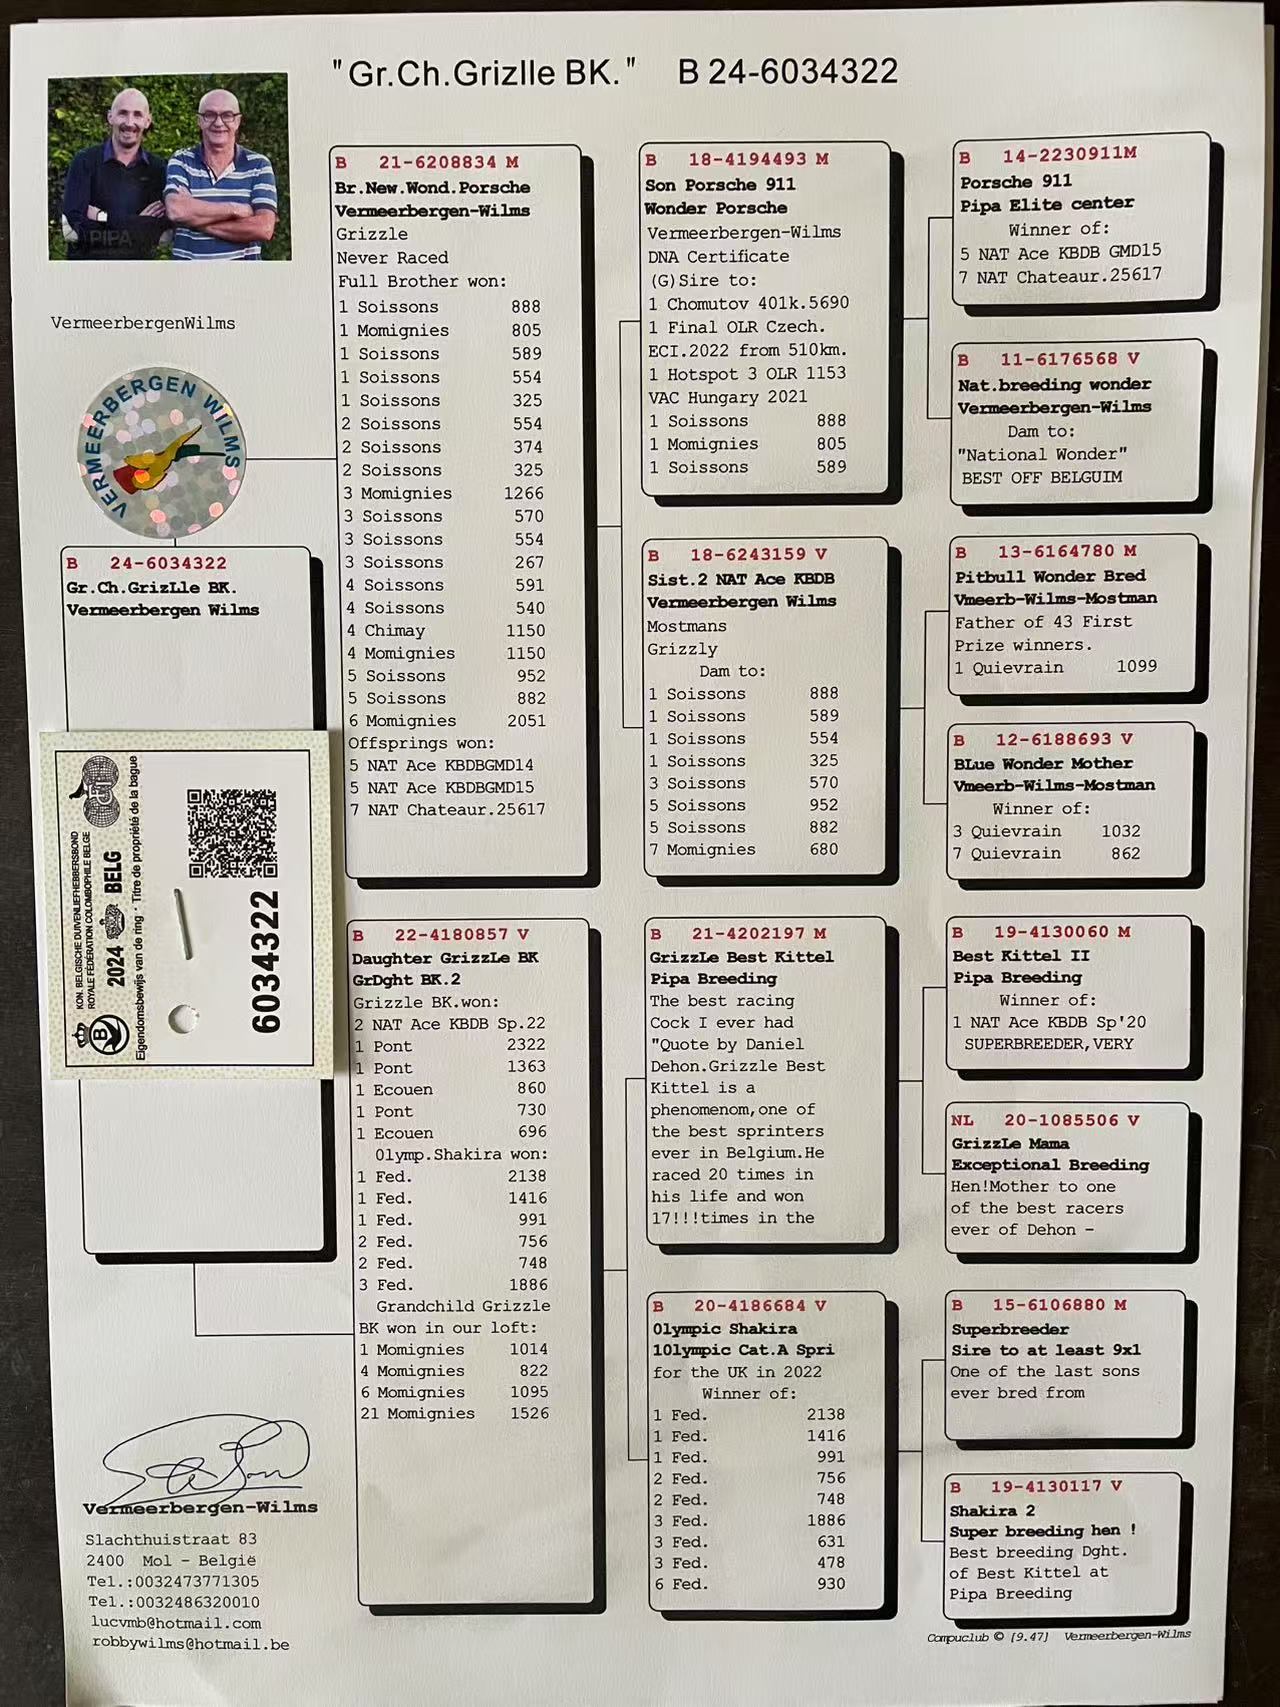 "Gr.Ch.Grizlle BK."   B 24-6034322
PIPA
VermeerbergenWilms
VERMEERBERGEN WILMS
B 24-6034322
Gr.Ch.GrizLle BK.
Vermeerbergen Wilms
KON. BELGISCHE DUIVENLIEFHEBBERSBOND
ROYALE FÉDÉRATION COLOMBOPHILE BELGE
2024 BELG
Eigendomsbewijs van de ring - Titre de propriété de la bague
B
6034322
Vermeerbergen-Wilms
Slachthuistraat 83
2400 Mol - België
Tel.:0032473771305
Tel.:0032486320010
lucvmb@hotmail.com
robbywilms@hotmail.be
B 21-6208834 M
Br.New.Wond.Porsche
Vermeerbergen-Wilms
Grizzle
Never Raced
Full Brother won:
1 Soissons 888
1 Momignies 805
1 Soissons 589
1 Soissons 554
1 Soissons 325
2 Soissons 554
2 Soissons 374
2 Soissons 325
3 Momignies 1266
3 Soissons 570
3 Soissons 554
3 Soissons 267
4 Soissons 591
4 Soissons 540
4 Chimay 1150
4 Momignies 1150
5 Soissons 952
5 Soissons 882
6 Momignies 2051
Offsprings won:
5 NAT Ace KBDBGMD14
5 NAT Ace KBDBGMD15
7 NAT Chateaur.25617
B 22-4180857 V
Daughter GrizzLe BK
GrDght BK.2
Grizzle BK.won:
2 NAT Ace KBDB Sp.22
1 Pont 2322
1 Pont 1363
1 Ecouen 860
1 Pont 730
1 Ecouen 696
Olymp.Shakira won:
1 Fed. 2138
1 Fed. 1416
1 Fed. 991
2 Fed. 756
2 Fed. 748
3 Fed. 1886
Grandchild Grizzle
BK won in our loft:
1 Momignies 1014
4 Momignies 822
6 Momignies 1095
21 Momignies 1526
B 18-4194493 M
Son Porsche 911
Wonder Porsche
Vermeerbergen-Wilms
DNA Certificate
(G)Sire to:
1 Chomutov 401k.5690
1 Final OLR Czech.
ECI.2022 from 510km.
1 Hotspot 3 OLR 1153
VAC Hungary 2021
1 Soissons 888
1 Momignies 805
1 Soissons 589
B 18-6243159 V
Sist.2 NAT Ace KBDB
Vermeerbergen Wilms
Mostmans
Grizzly
Dam to:
1 Soissons 888
1 Soissons 589
1 Soissons 554
1 Soissons 325
3 Soissons 570
5 Soissons 952
5 Soissons 882
7 Momignies 680
B 21-4202197 M
GrizzLe Best Kittel
Pipa Breeding
The best racing
Cock I ever had
"Quote by Daniel
Dehon.Grizzle Best
Kittel is a
phenomenom,one of
the best sprinters
ever in Belgium.He
raced 20 times in
his life and won
17!!!times in the
B 20-4186684 V
Olympic Shakira
1Olympic Cat.A Spri
for the UK in 2022
Winner of:
1 Fed. 2138
1 Fed. 1416
1 Fed. 991
2 Fed. 756
2 Fed. 748
3 Fed. 1886
3 Fed. 631
3 Fed. 478
6 Fed. 930
B 14-2230911M
Porsche 911
Pipa Elite center
Winner of:
5 NAT Ace KBDB GMD15
7 NAT Chateaur.25617
B 11-6176568 V
Nat.breeding wonder
Vermeerbergen-Wilms
Dam to:
"National Wonder"
BEST OFF BELGUIM
B 13-6164780 M
Pitbull Wonder Bred
Vmeerb-Wilms-Mostman
Father of 43 First
Prize winners.
1 Quievrain 1099
B 12-6188693 V
BLue Wonder Mother
Vmeerb-Wilms-Mostman
Winner of:
3 Quievrain 1032
7 Quievrain 862
B 19-4130060 M
Best Kittel II
Pipa Breeding
Winner of:
1 NAT Ace KBDB Sp'20
SUPERBREEDER,VERY
NL 20-1085506 V
GrizzLe Mama
Exceptional Breeding
Hen!Mother to one
of the best racers
ever of Dehon -
B 15-6106880 M
Superbreeder
Sire to at least 9x1
One of the last sons
ever bred from
B 19-4130117 V
Shakira 2
Super breeding hen !
Best breeding Dght.
of Best Kittel at
Pipa Breeding
Compuclub © [9.47] Vermeerbergen-Wilms